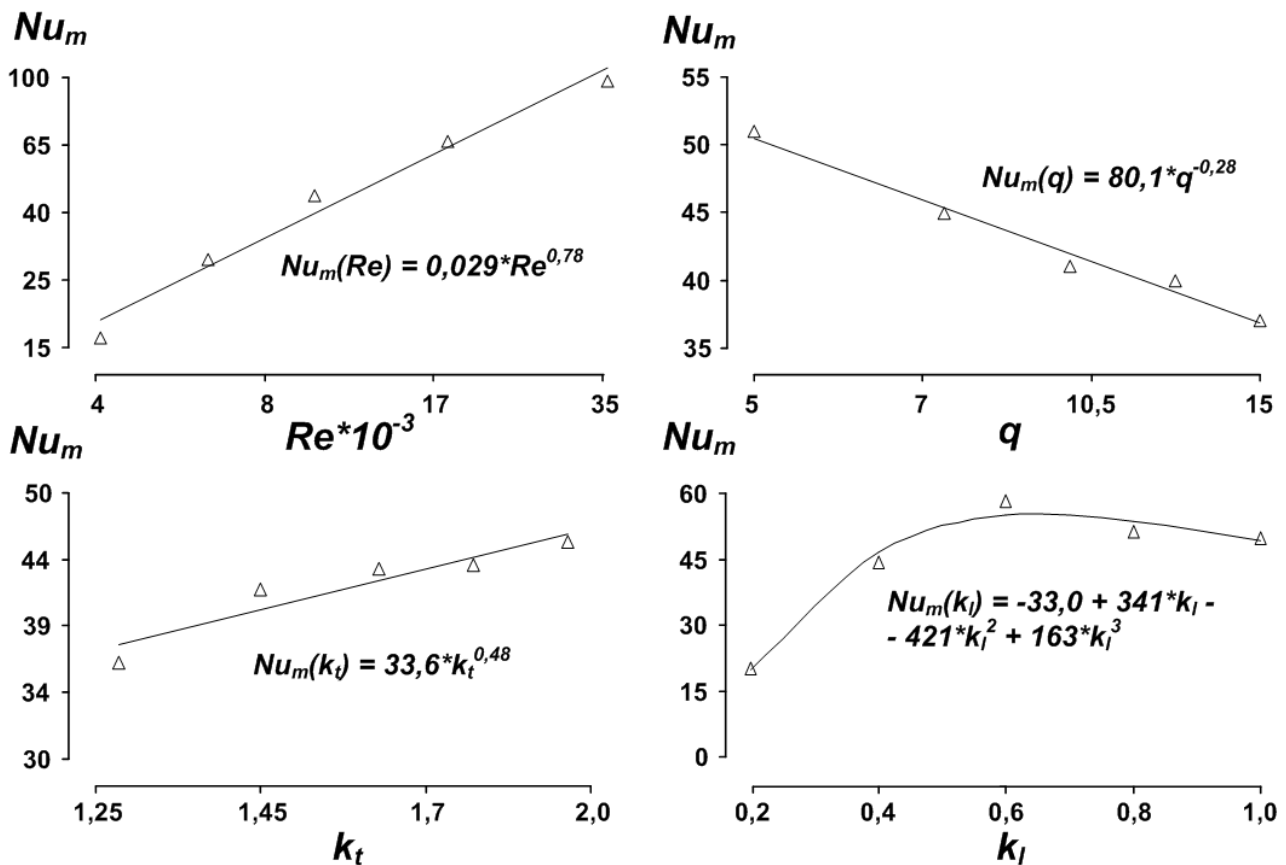 Nu_m
100
65
40
25
15
Nu_m(Re) = 0,029*Re^0,78
4 8 17 35
Re*10^-3
Nu_m
55
50
45
40
35
Nu_m(q) = 80,1*q^-0,28
5 7 10,5 15
q
Nu_m
50
44
39
34
30
Nu_m(k_t) = 33,6*k_t^0,48
1,25 1,45 1,7 2,0
k_t
Nu_m
60
45
30
15
0
Nu_m(k_l) = -33,0 + 341*k_l -
- 421*k_l^2 + 163*k_l^3
0,2 0,4 0,6 0,8 1,0
k_l